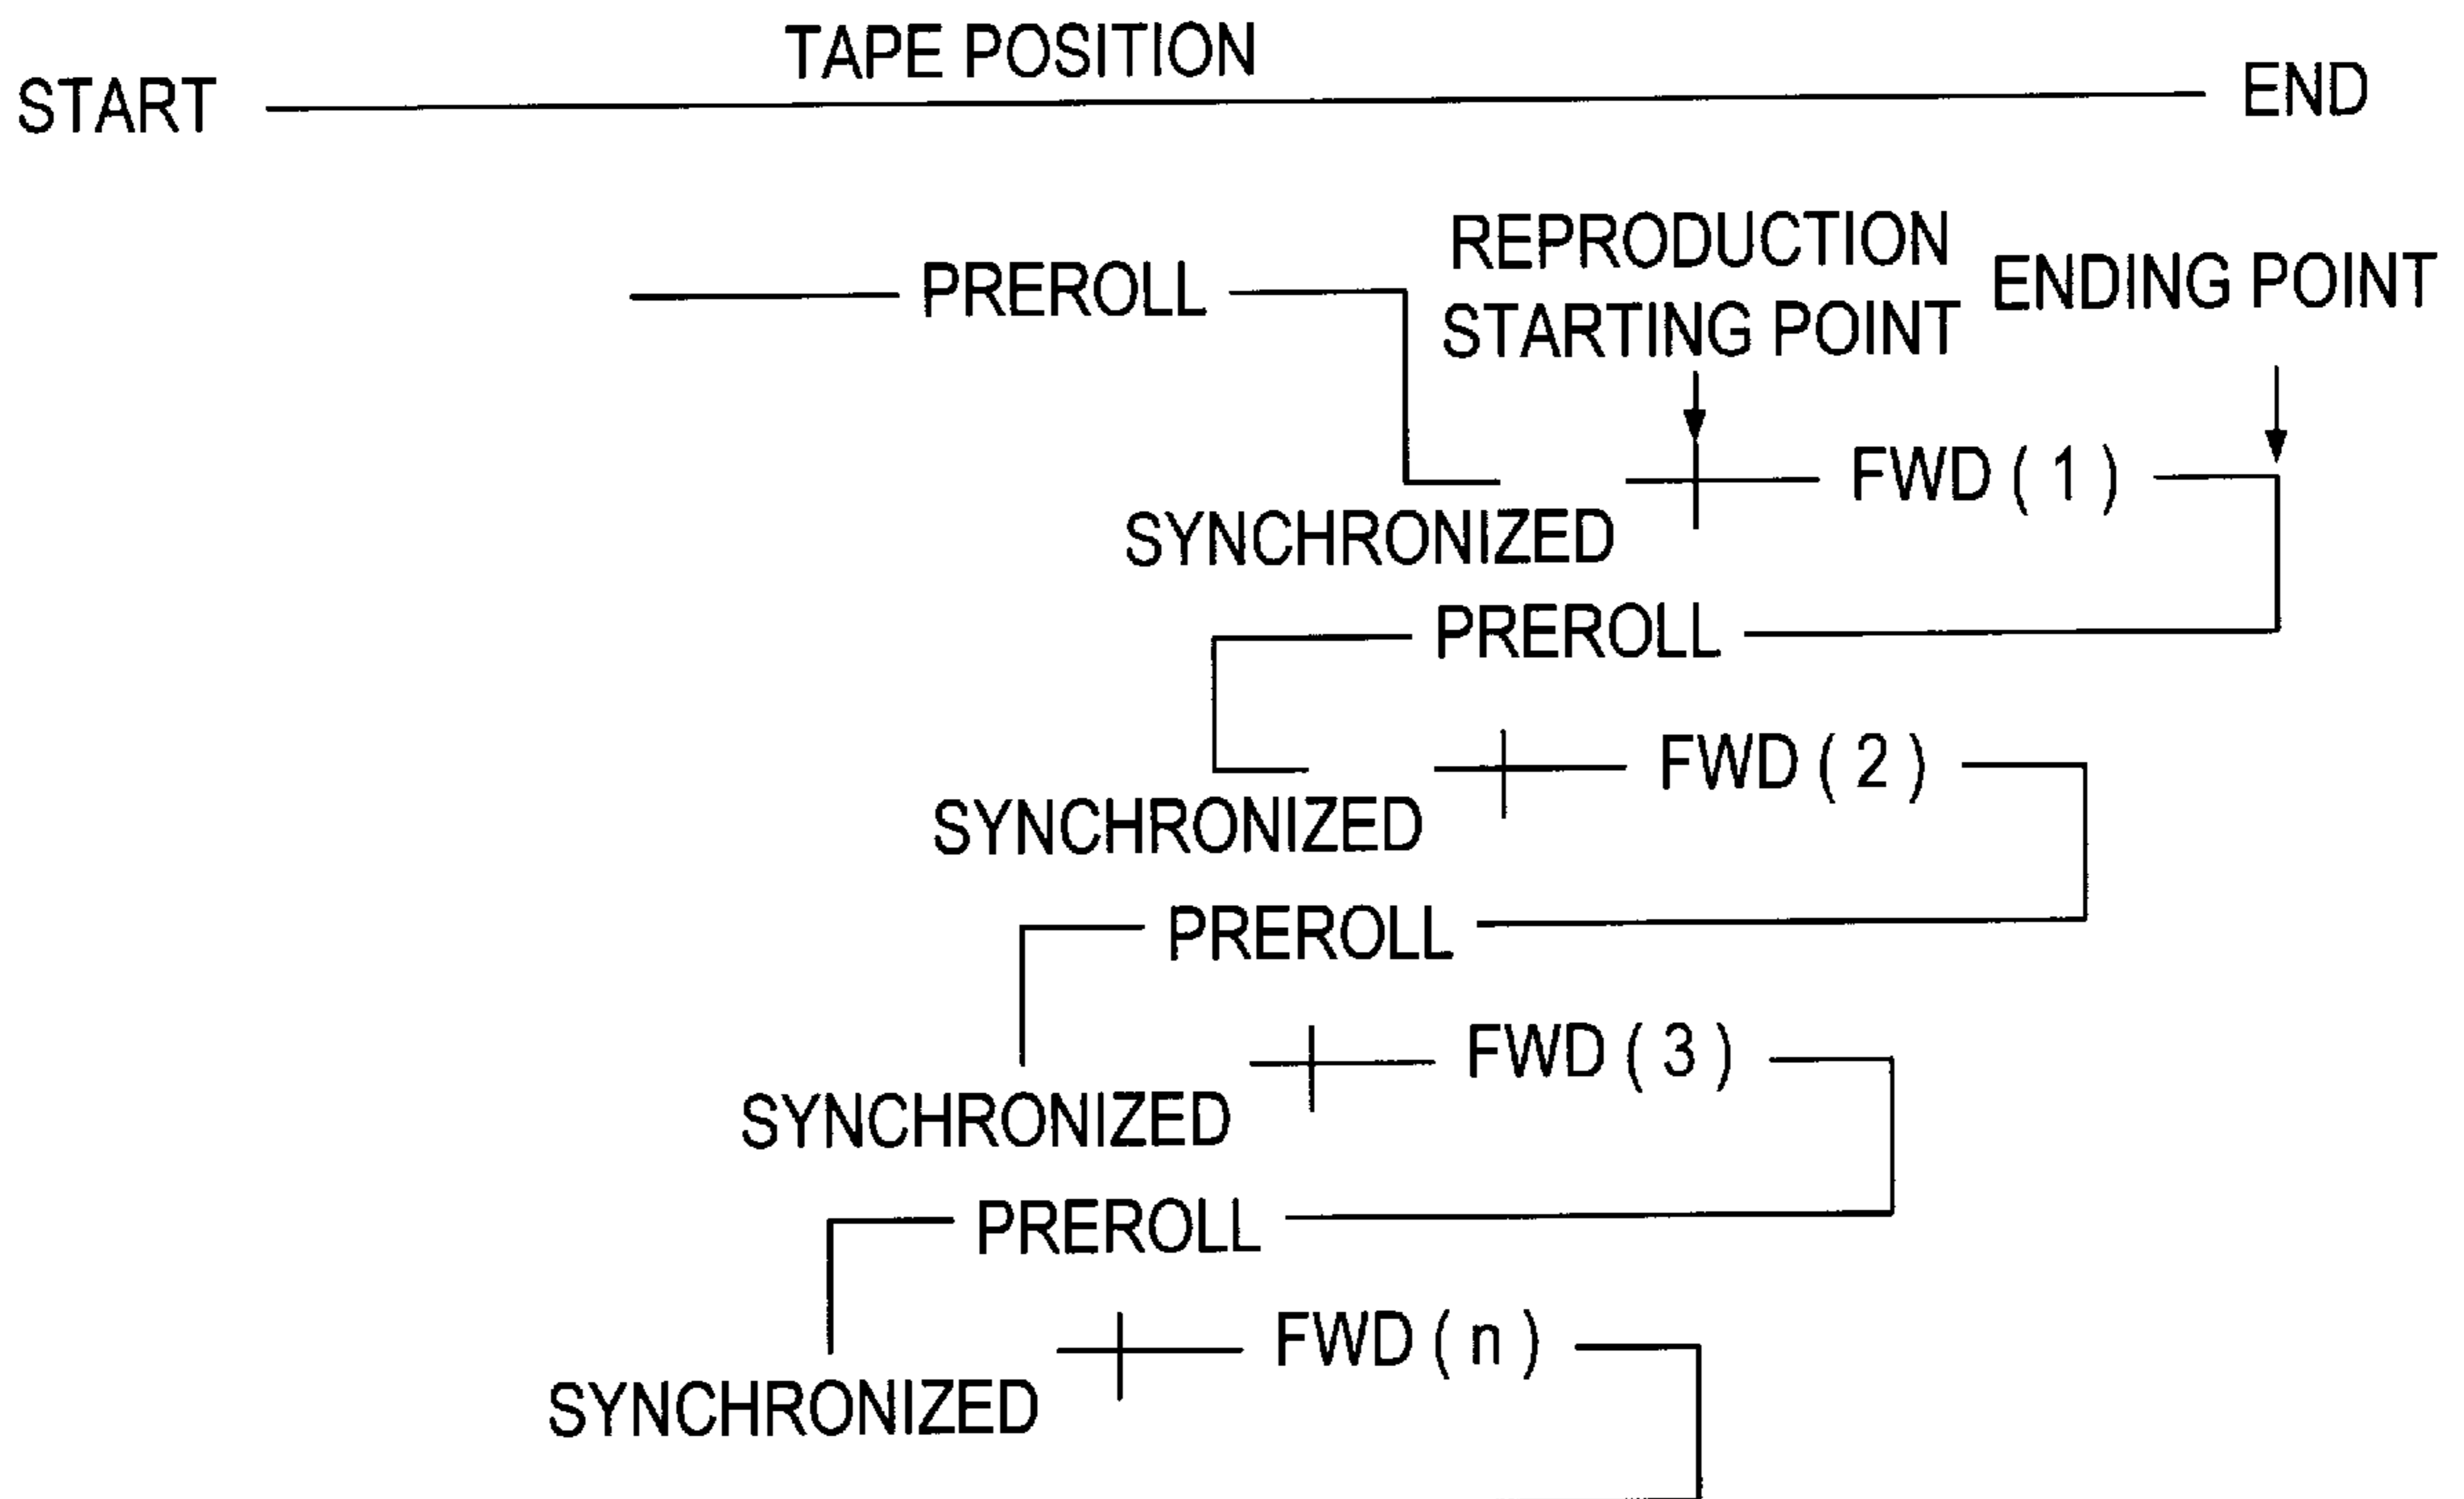 TAPE POSITION
START
END
REPRODUCTION
STARTING POINT
ENDING POINT
PREROLL
FWD ( 1 )
SYNCHRONIZED
PREROLL
FWD ( 2 )
SYNCHRONIZED
PREROLL
FWD ( 3 )
SYNCHRONIZED
PREROLL
FWD ( n )
SYNCHRONIZED